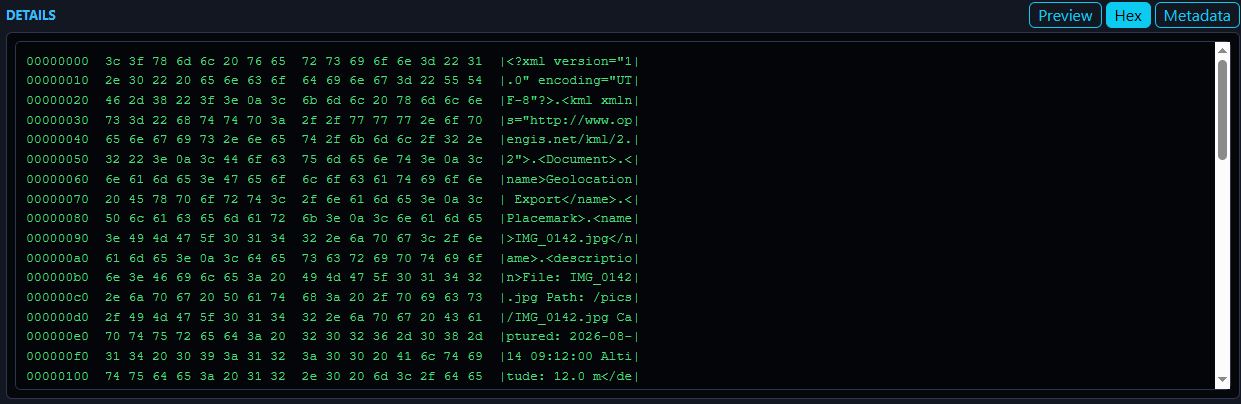 DETAILS Preview Hex Metadata
00000000 3c 3f 78 6d 6c 20 76 65 72 73 69 6f 6e 3d 22 31 |<?xml version="1|
00000010 2e 30 22 20 65 6e 63 6f 64 69 6e 67 3d 22 55 54 |.0" encoding="UT|
00000020 46 2d 38 22 3f 3e 0a 3c 6b 6d 6c 20 78 6d 6c 6e |F-8"?>.<kml xmln|
00000030 73 3d 22 68 74 74 70 3a 2f 2f 77 77 77 2e 6f 70 |s="http://www.op|
00000040 65 6e 67 69 73 2e 6e 65 74 2f 6b 6d 6c 2f 32 2e |engis.net/kml/2.|
00000050 32 22 3e 0a 3c 44 6f 63 75 6d 65 6e 74 3e 0a 3c |2">.<Document>.<|
00000060 6e 61 6d 65 3e 47 65 6f 6c 6f 63 61 74 69 6f 6e |name>Geolocation|
00000070 20 45 78 70 6f 72 74 3c 2f 6e 61 6d 65 3e 0a 3c | Export</name>.<|
00000080 50 6c 61 63 65 6d 61 72 6b 3e 0a 3c 6e 61 6d 65 |Placemark>.<name|
00000090 3e 49 4d 47 5f 30 31 34 32 2e 6a 70 67 3c 2f 6e |>IMG_0142.jpg</n|
000000a0 61 6d 65 3e 0a 3c 64 65 73 63 72 69 70 74 69 6f |ame>.<descriptio|
000000b0 6e 3e 46 69 6c 65 3a 20 49 4d 47 5f 30 31 34 32 |n>File: IMG_0142|
000000c0 2e 6a 70 67 20 50 61 74 68 3a 20 2f 70 69 63 73 |.jpg Path: /pics|
000000d0 2f 49 4d 47 5f 30 31 34 32 2e 6a 70 67 20 43 61 |/IMG_0142.jpg Ca|
000000e0 70 74 75 72 65 64 3a 20 32 30 32 36 2d 30 38 2d |ptured: 2026-08-|
000000f0 31 34 20 30 39 3a 31 32 3a 30 30 20 41 6c 74 69 |14 09:12:00 Alti|
00000100 74 75 64 65 3a 20 31 32 2e 30 20 6d 3c 2f 64 65 |tude: 12.0 m</de|